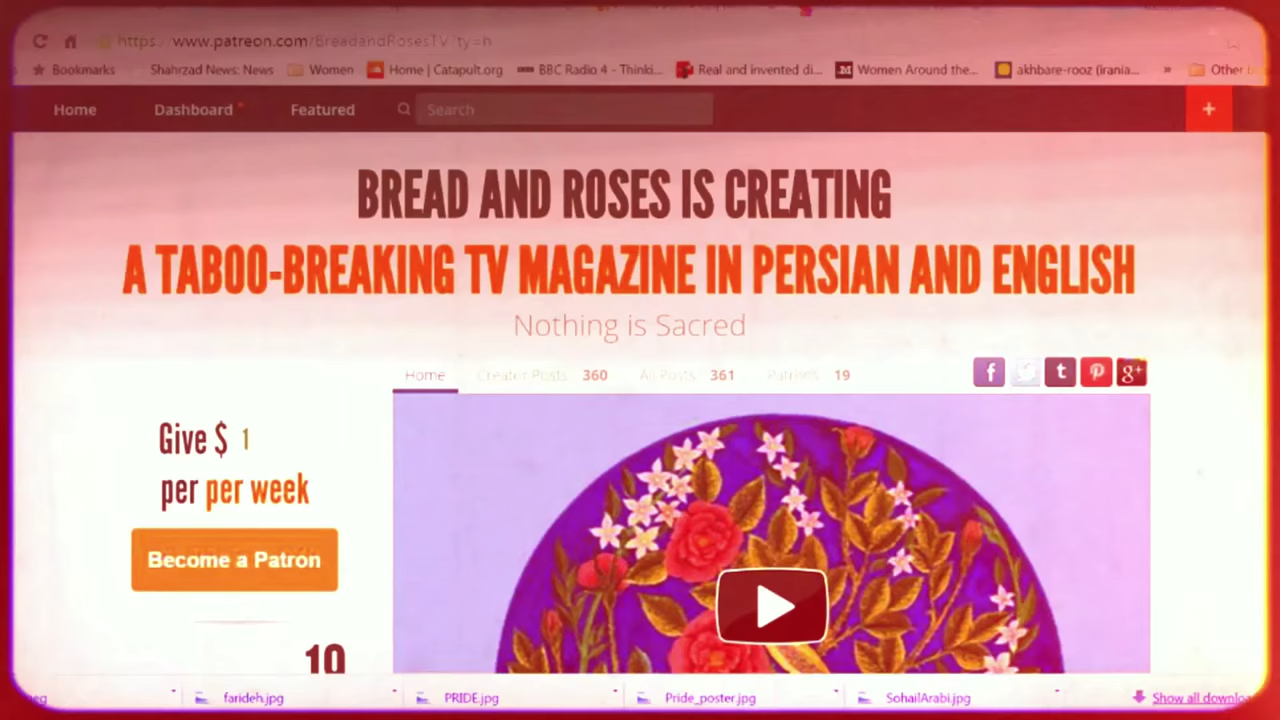 https://www.patreon.com/BreadandRosesTV?ty=h
Bookmarks Shahrzad News: News Women Home | Catapult.org BBC Radio 4 - Thinki... Real and invented di... Women Around the... akhbare-rooz (irania... » Other
Home Dashboard Featured Search +
BREAD AND ROSES IS CREATING
A TABOO-BREAKING TV MAGAZINE IN PERSIAN AND ENGLISH
Nothing is Sacred
Home Creator Posts 360 All Posts 361 Patrons 19
f t g+
Give $ 1
per per week
Become a Patron
19
farideh.jpg PRIDE.jpg Pride_poster.jpg SohailArabi.jpg Show all